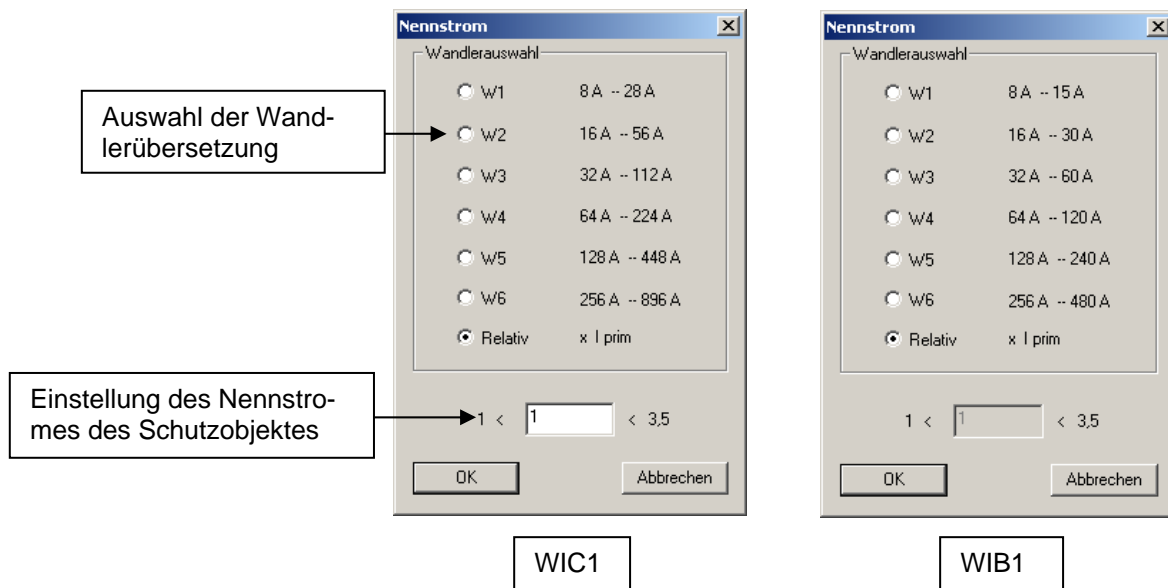 Nennstrom
Wandlerauswahl
W1 8 A -- 28 A
W2 16 A -- 56 A
W3 32 A -- 112 A
W4 64 A -- 224 A
W5 128 A -- 448 A
W6 256 A -- 896 A
Relativ x I prim
1 < 1 < 3,5
OK Abbrechen
Auswahl der Wand-
lerübersetzung
Einstellung des Nennstro-
mes des Schutzobjektes
WIC1
Nennstrom
Wandlerauswahl
W1 8 A -- 15 A
W2 16 A -- 30 A
W3 32 A -- 60 A
W4 64 A -- 120 A
W5 128 A -- 240 A
W6 256 A -- 480 A
Relativ x I prim
1 < 1 < 3,5
OK Abbrechen
WIB1